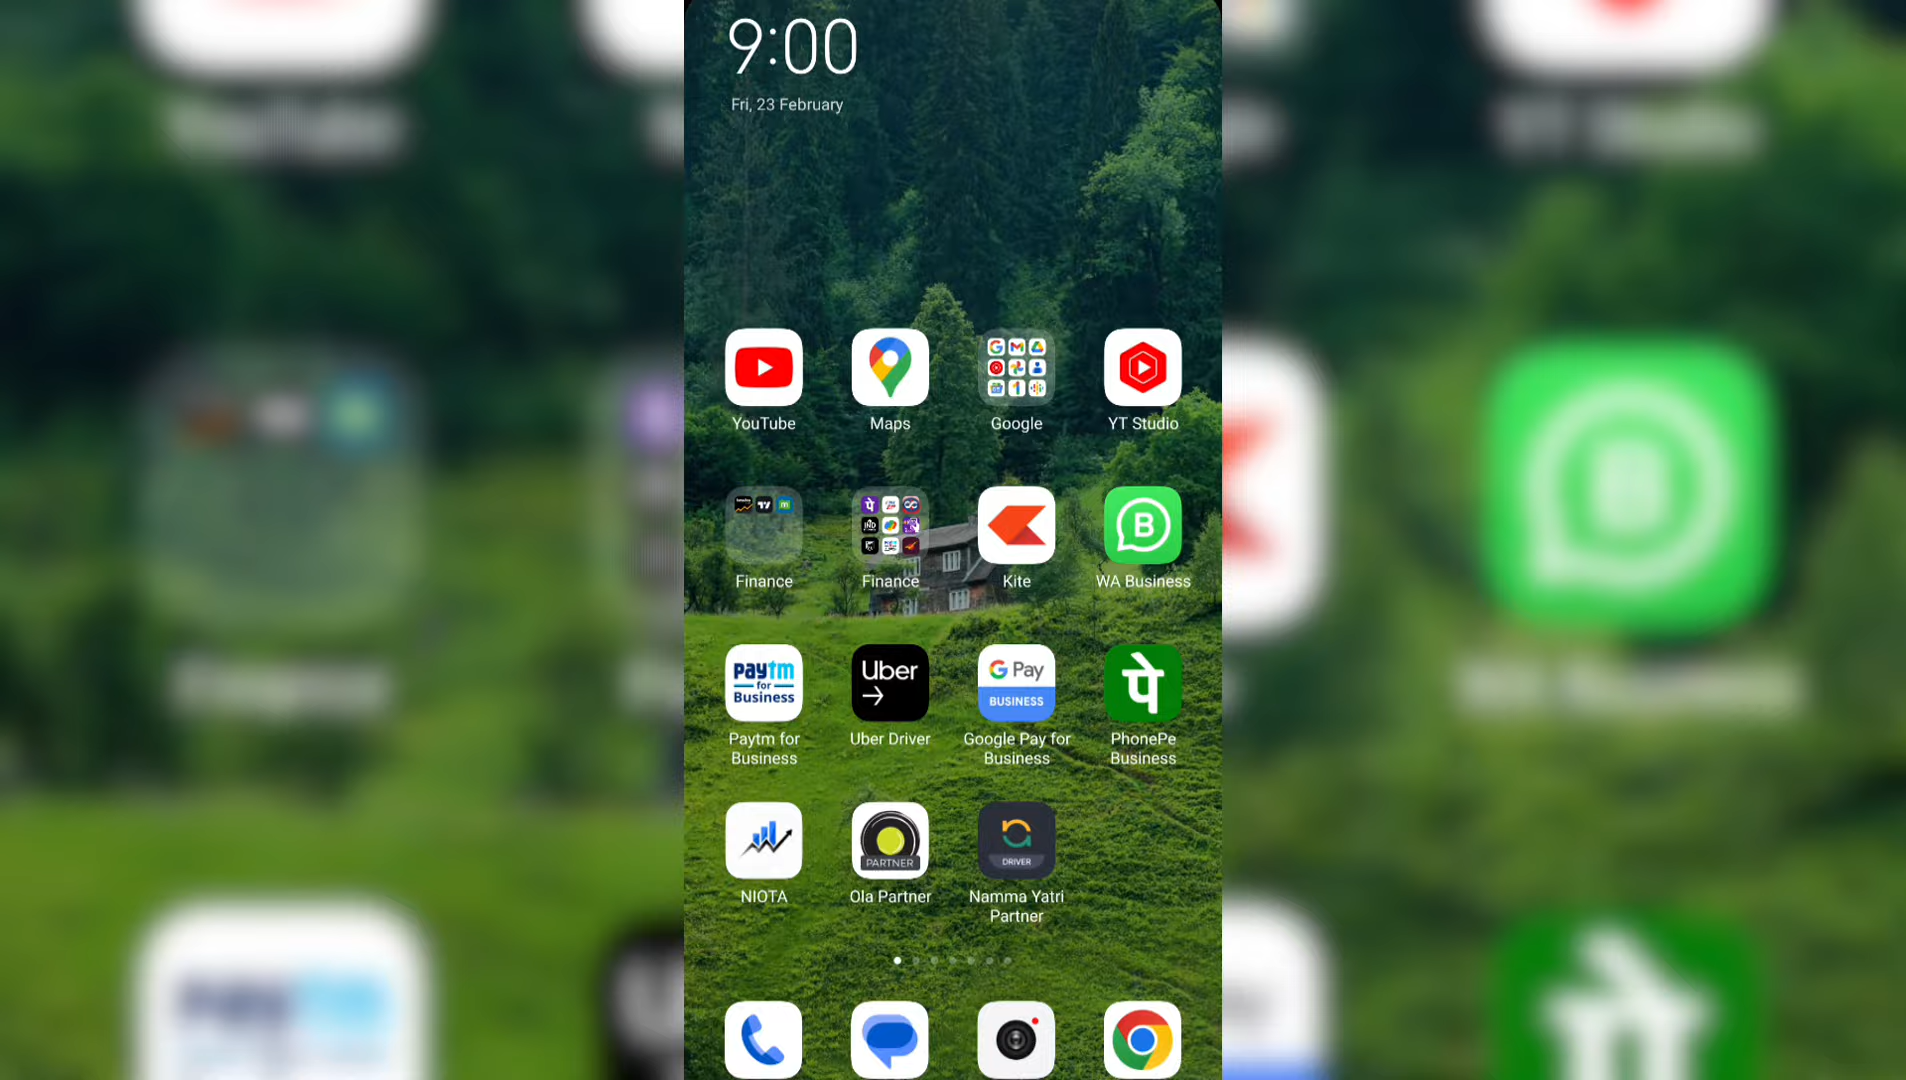 9:00
Fri, 23 February
YouTube
Maps
Google
YT Studio
Finance
Finance
Kite
WA Business
paytm
for
Business
Uber
G Pay
BUSINESS
पे
Paytm for
Business
Uber Driver
Google Pay for
Business
PhonePe
Business
PARTNER
DRIVER
NIOTA
Ola Partner
Namma Yatri
Partner